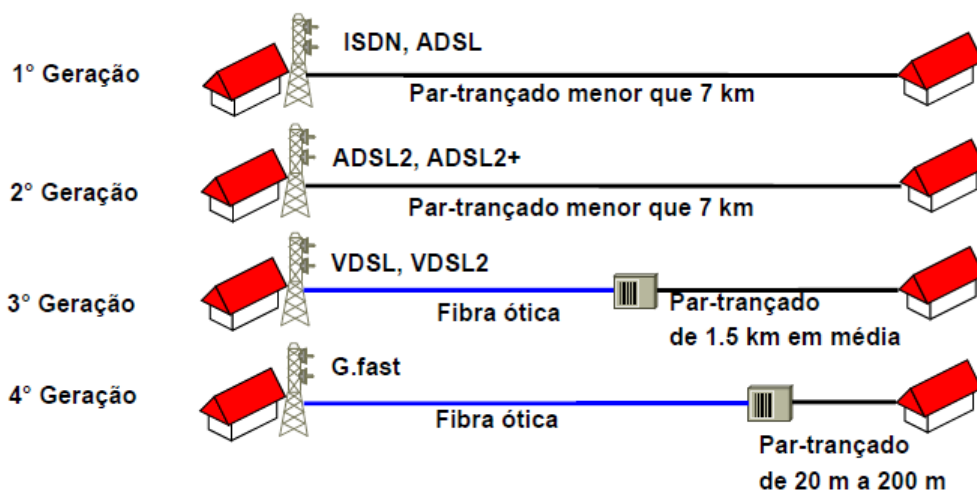 ISDN, ADSL
1° Geração
Par-trançado menor que 7 km
ADSL2, ADSL2+
2° Geração
Par-trançado menor que 7 km
VDSL, VDSL2
3° Geração
Fibra ótica
Par-trançado
de 1.5 km em média
G.fast
4° Geração
Fibra ótica
Par-trançado
de 20 m a 200 m